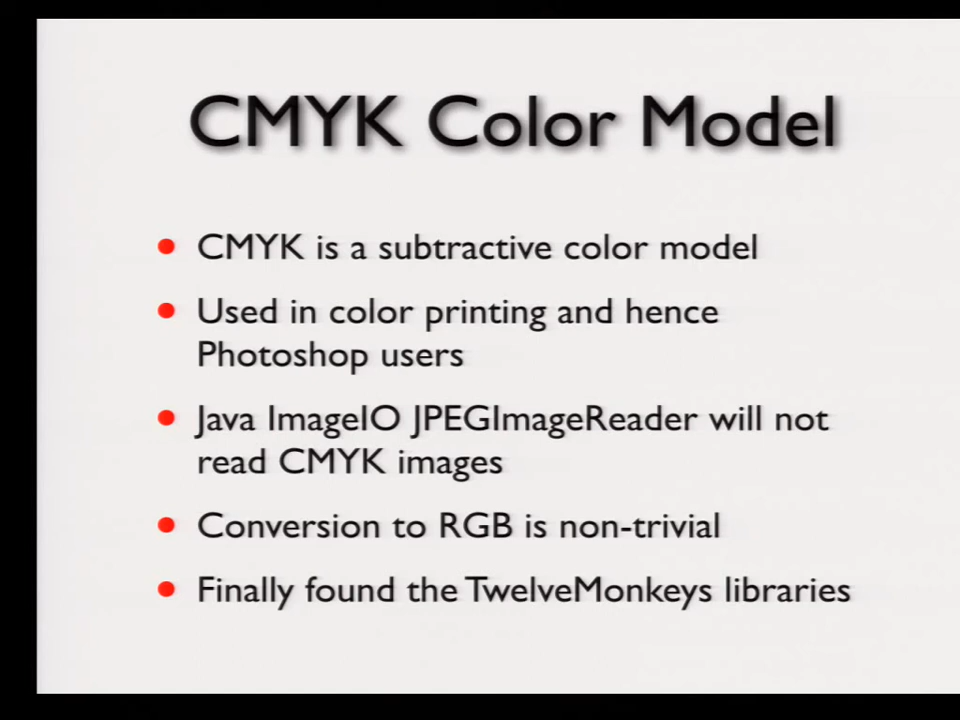 CMYK Color Model
• CMYK is a subtractive color model
• Used in color printing and hence
Photoshop users
• Java ImageIO JPEGImageReader will not
read CMYK images
• Conversion to RGB is non-trivial
• Finally found the TwelveMonkeys libraries